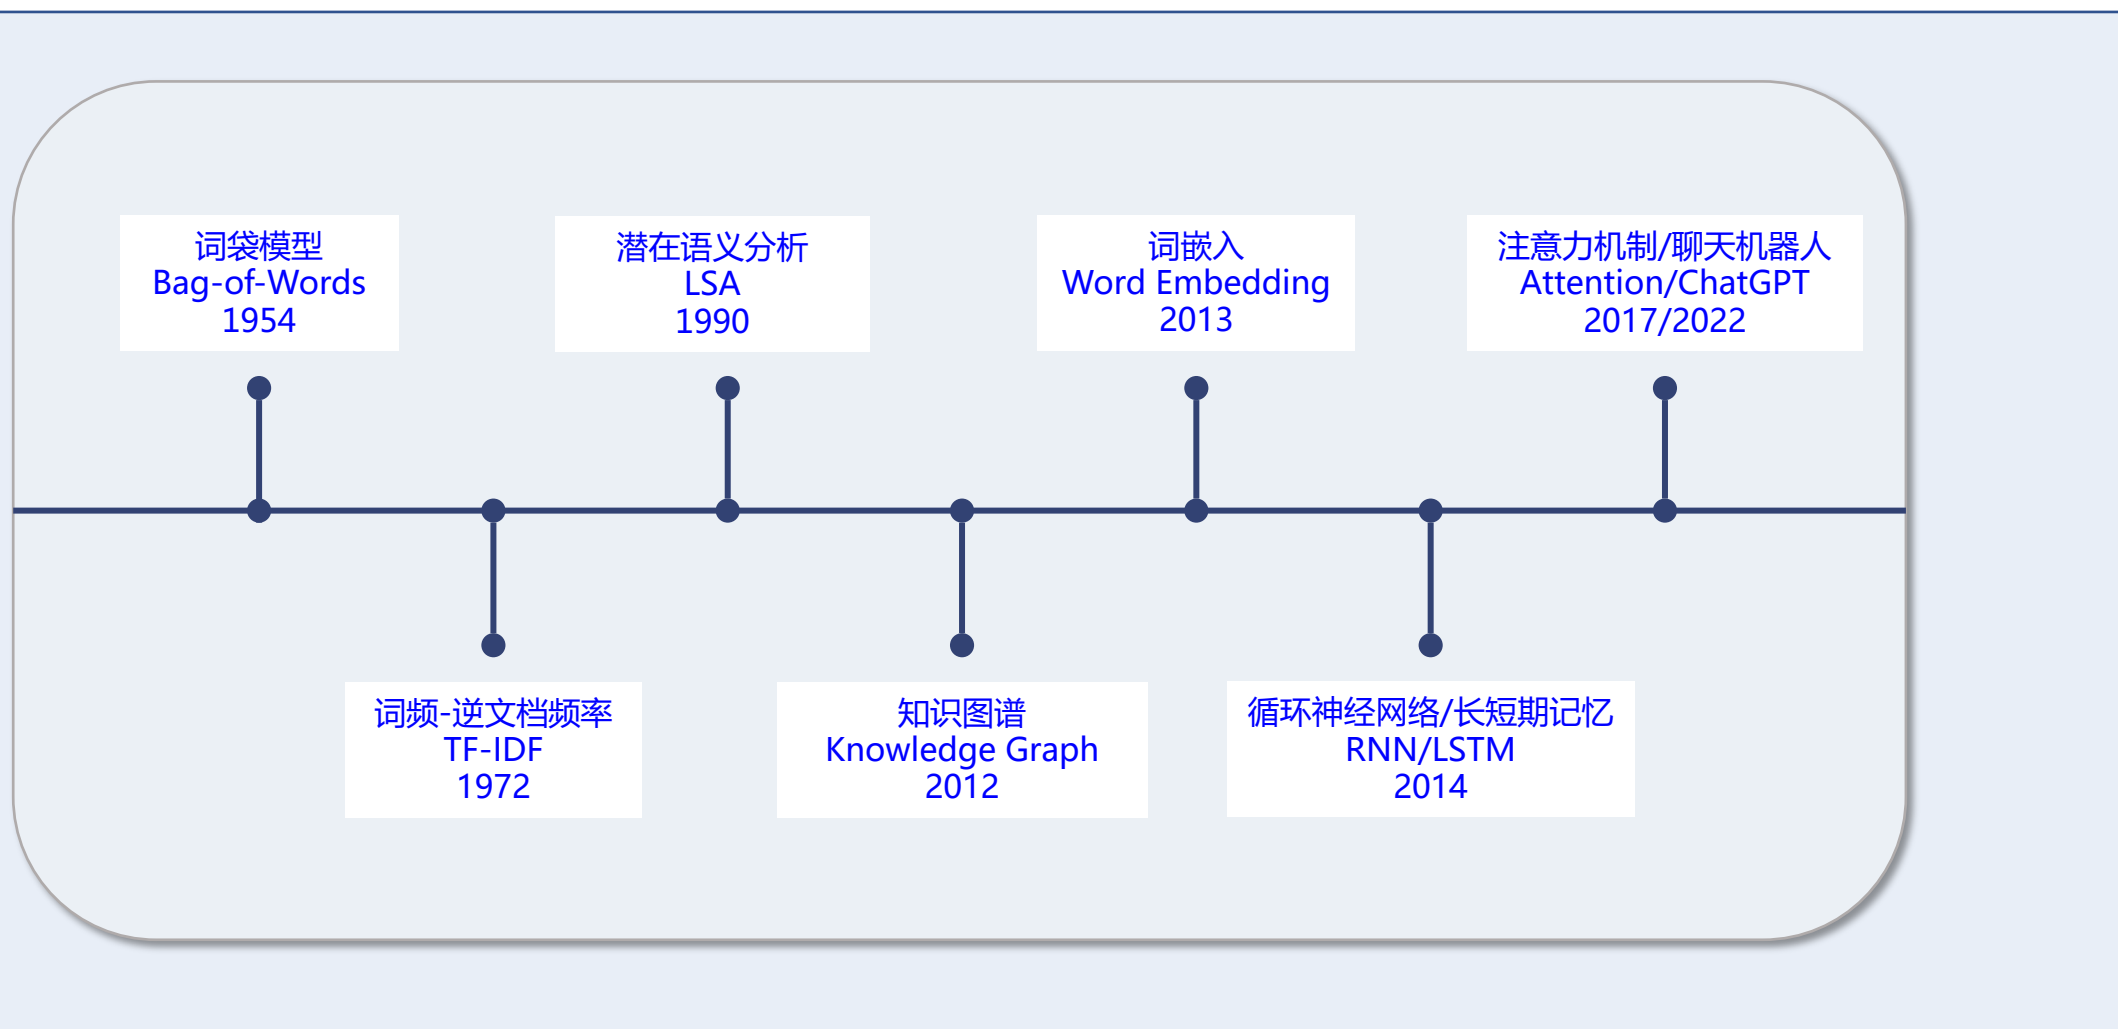 词袋模型
Bag-of-Words
1954
词频-逆文档频率
TF-IDF
1972
潜在语义分析
LSA
1990
知识图谱
Knowledge Graph
2012
词嵌入
Word Embedding
2013
循环神经网络/长短期记忆
RNN/LSTM
2014
注意力机制/聊天机器人
Attention/ChatGPT
2017/2022